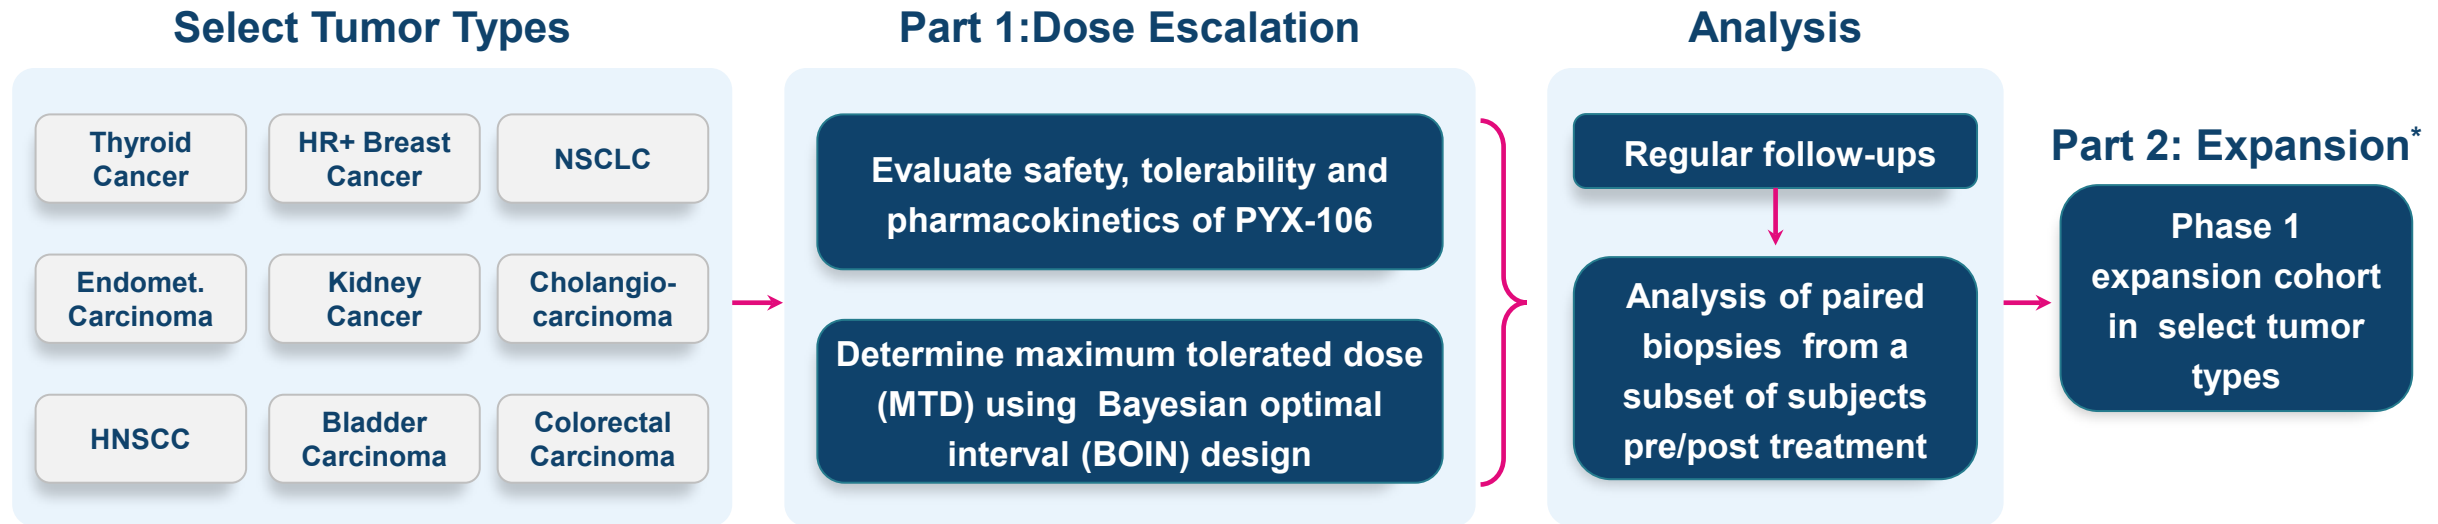 Select Tumor Types
Thyroid
Cancer
HR+ Breast
Cancer
NSCLC
Endomet.
Carcinoma
Kidney
Cancer
Cholangio-
carcinoma
HNSCC
Bladder
Carcinoma
Colorectal
Carcinoma
Part 1:Dose Escalation
Evaluate safety, tolerability and
pharmacokinetics of PYX-106
Determine maximum tolerated dose
(MTD) using Bayesian optimal
interval (BOIN) design
Analysis
Regular follow-ups
Analysis of paired
biopsies from a
subset of subjects
pre/post treatment
Part 2: Expansion*
Phase 1
expansion cohort
in select tumor
types